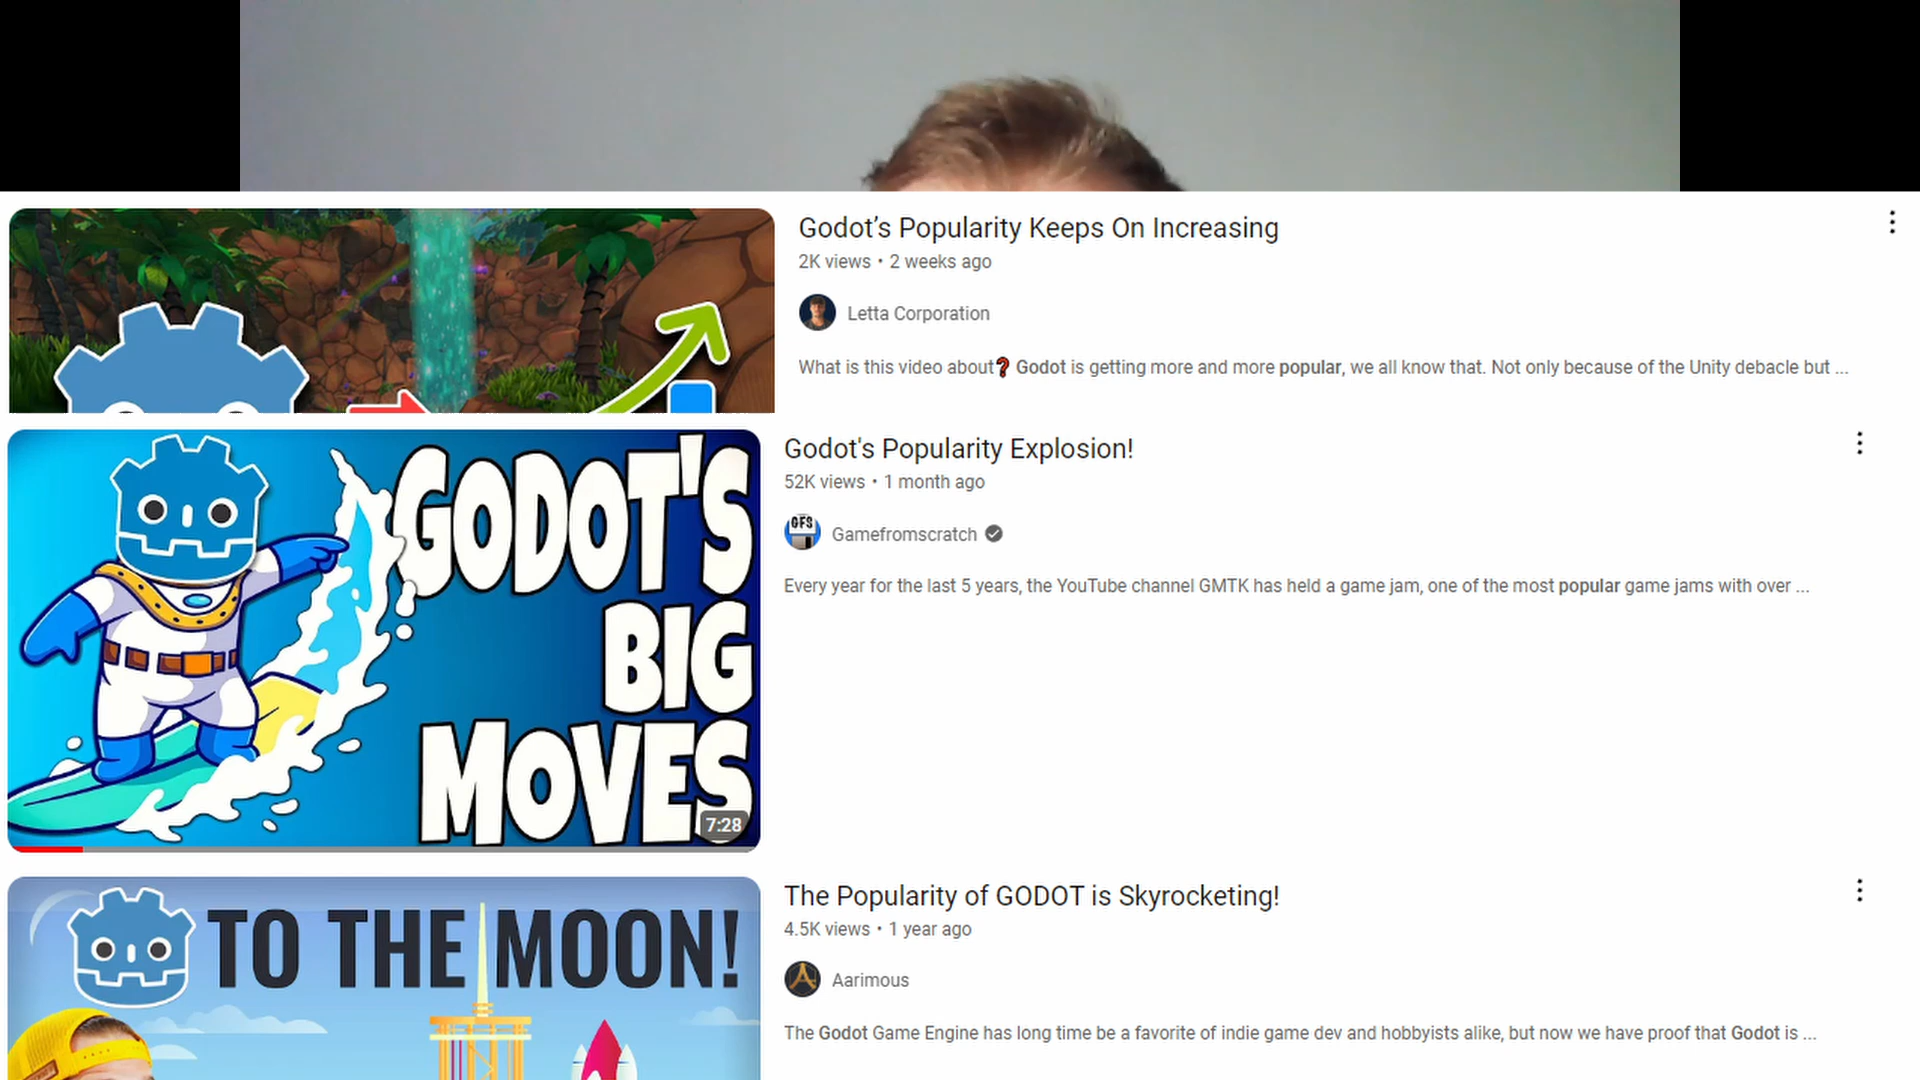 Godot’s Popularity Keeps On Increasing
2K views • 2 weeks ago
Letta Corporation
What is this video about❓ Godot is getting more and more popular, we all know that. Not only because of the Unity debacle but ...
GODOT'S
BIG
MOVES
7:28
Godot's Popularity Explosion!
52K views • 1 month ago
GFS
Gamefromscratch
Every year for the last 5 years, the YouTube channel GMTK has held a game jam, one of the most popular game jams with over ...
TO THE MOON!
The Popularity of GODOT is Skyrocketing!
4.5K views • 1 year ago
Aarimous
The Godot Game Engine has long time be a favorite of indie game dev and hobbyists alike, but now we have proof that Godot is ...